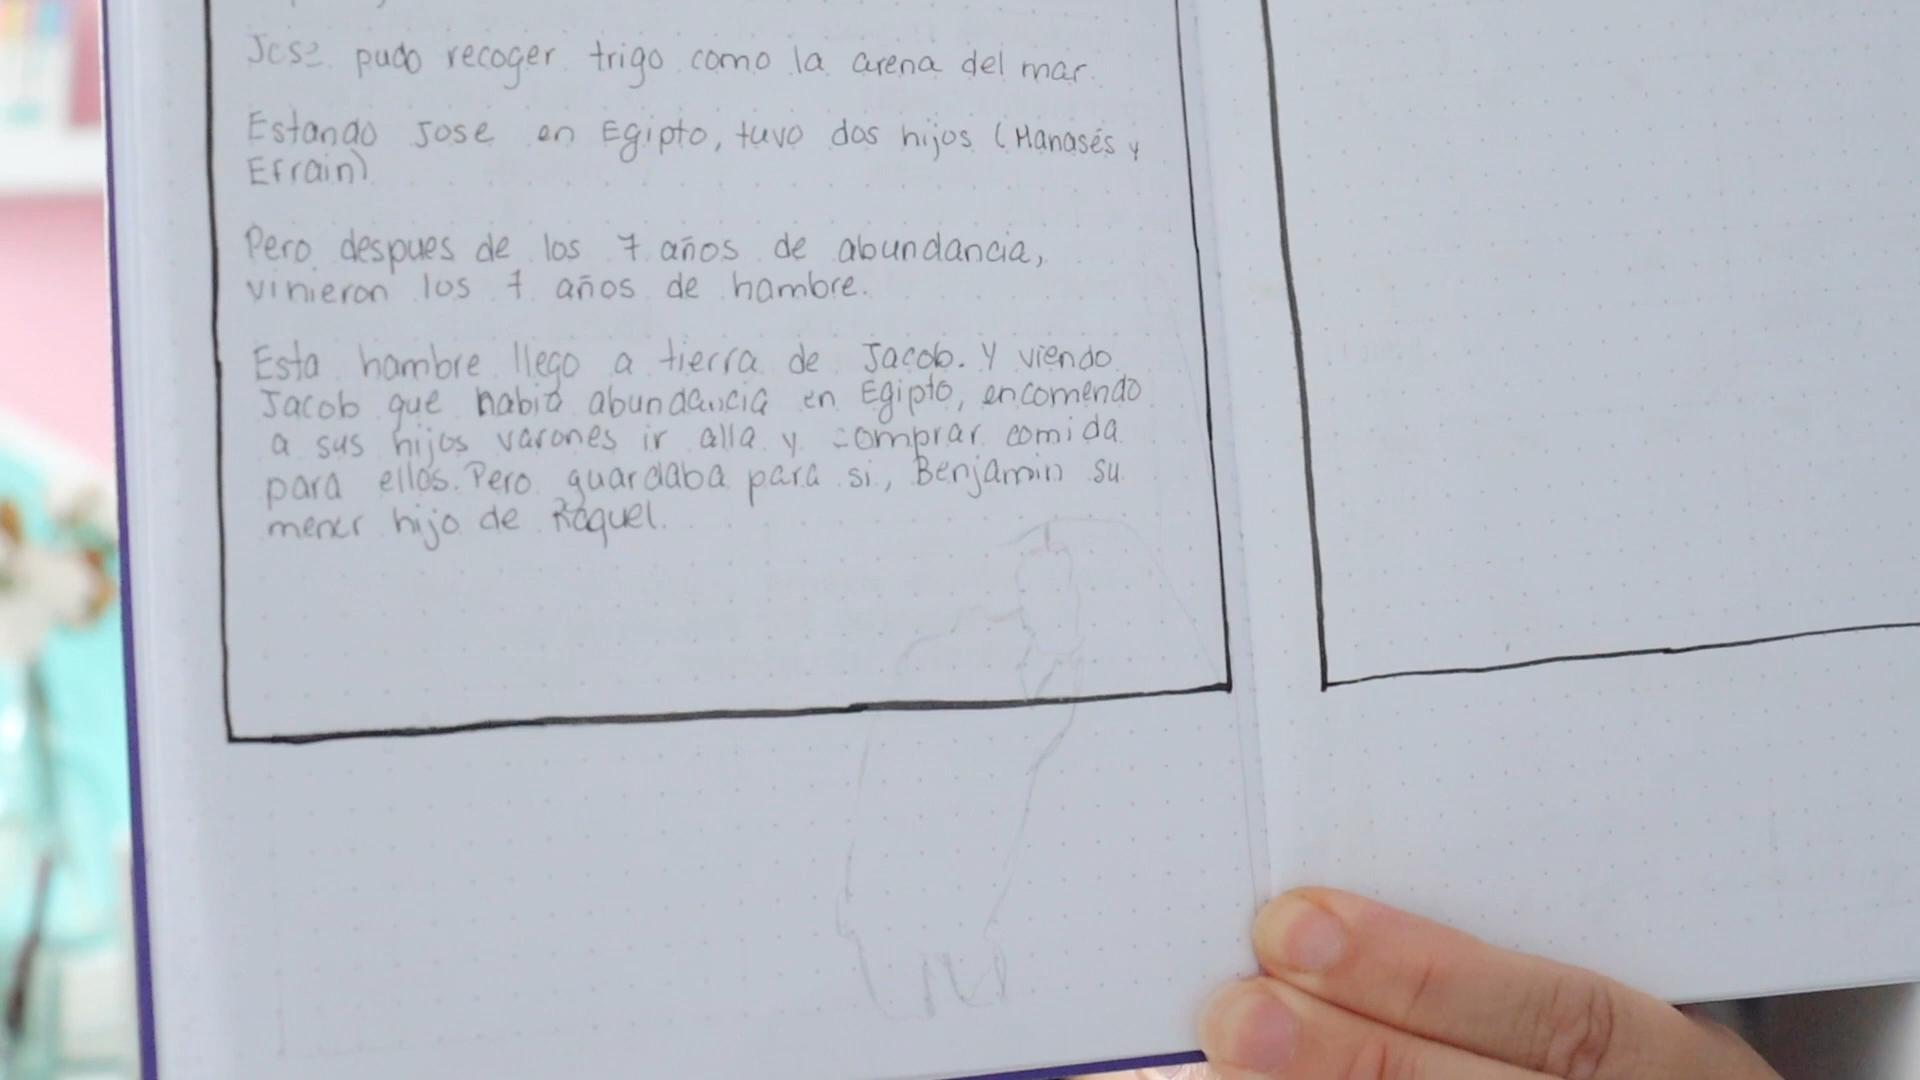 Jose pudo recoger trigo como la arena del mar.
Estando Jose en Egipto, tuvo dos hijos (Manasés y
Efrain)
Pero despues de los 7 años de abundancia,
vinieron los 7 años de hambre.
Esta hambre llego a tierra de Jacob. Y viendo
Jacob que habia abundancia en Egipto, encomendo
a sus hijos varones ir alla y comprar comida
para ellos. Pero guardaba para si, Benjamin su
menor hijo de Raquel.